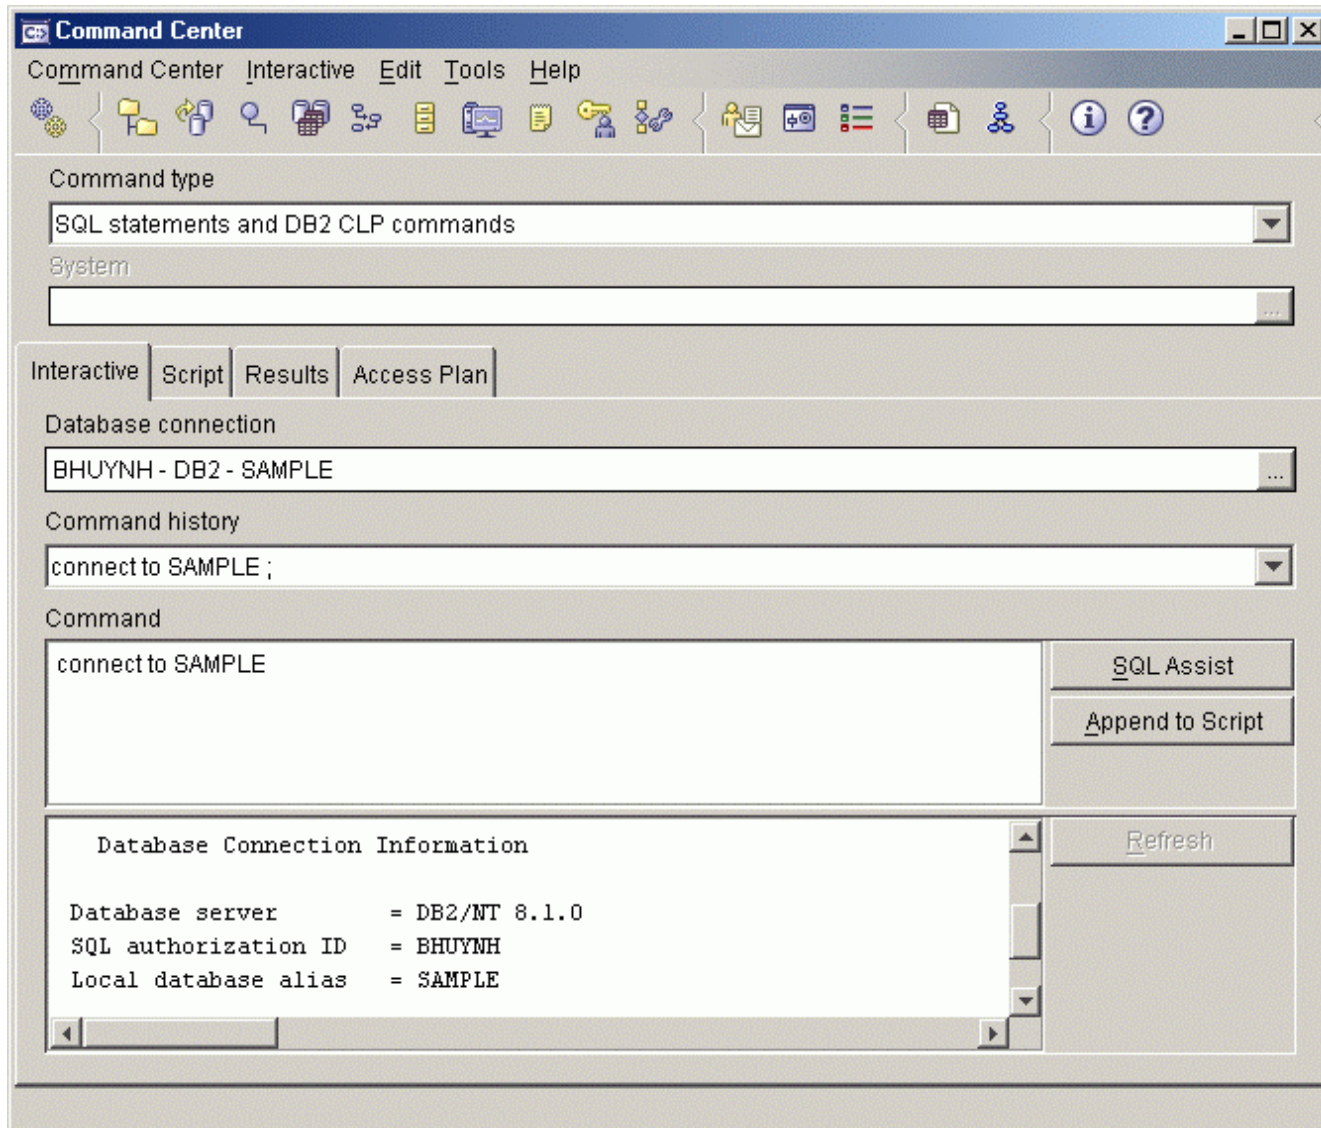 Command Center
Command Center Interactive Edit Tools Help
Command type
SQL statements and DB2 CLP commands
System
...
Interactive Script Results Access Plan
Database connection
BHUYNH - DB2 - SAMPLE ...
Command history
connect to SAMPLE ;
Command
connect to SAMPLE
SQL Assist
Append to Script
Database Connection Information
Refresh
Database server = DB2/NT 8.1.0
SQL authorization ID = BHUYNH
Local database alias = SAMPLE